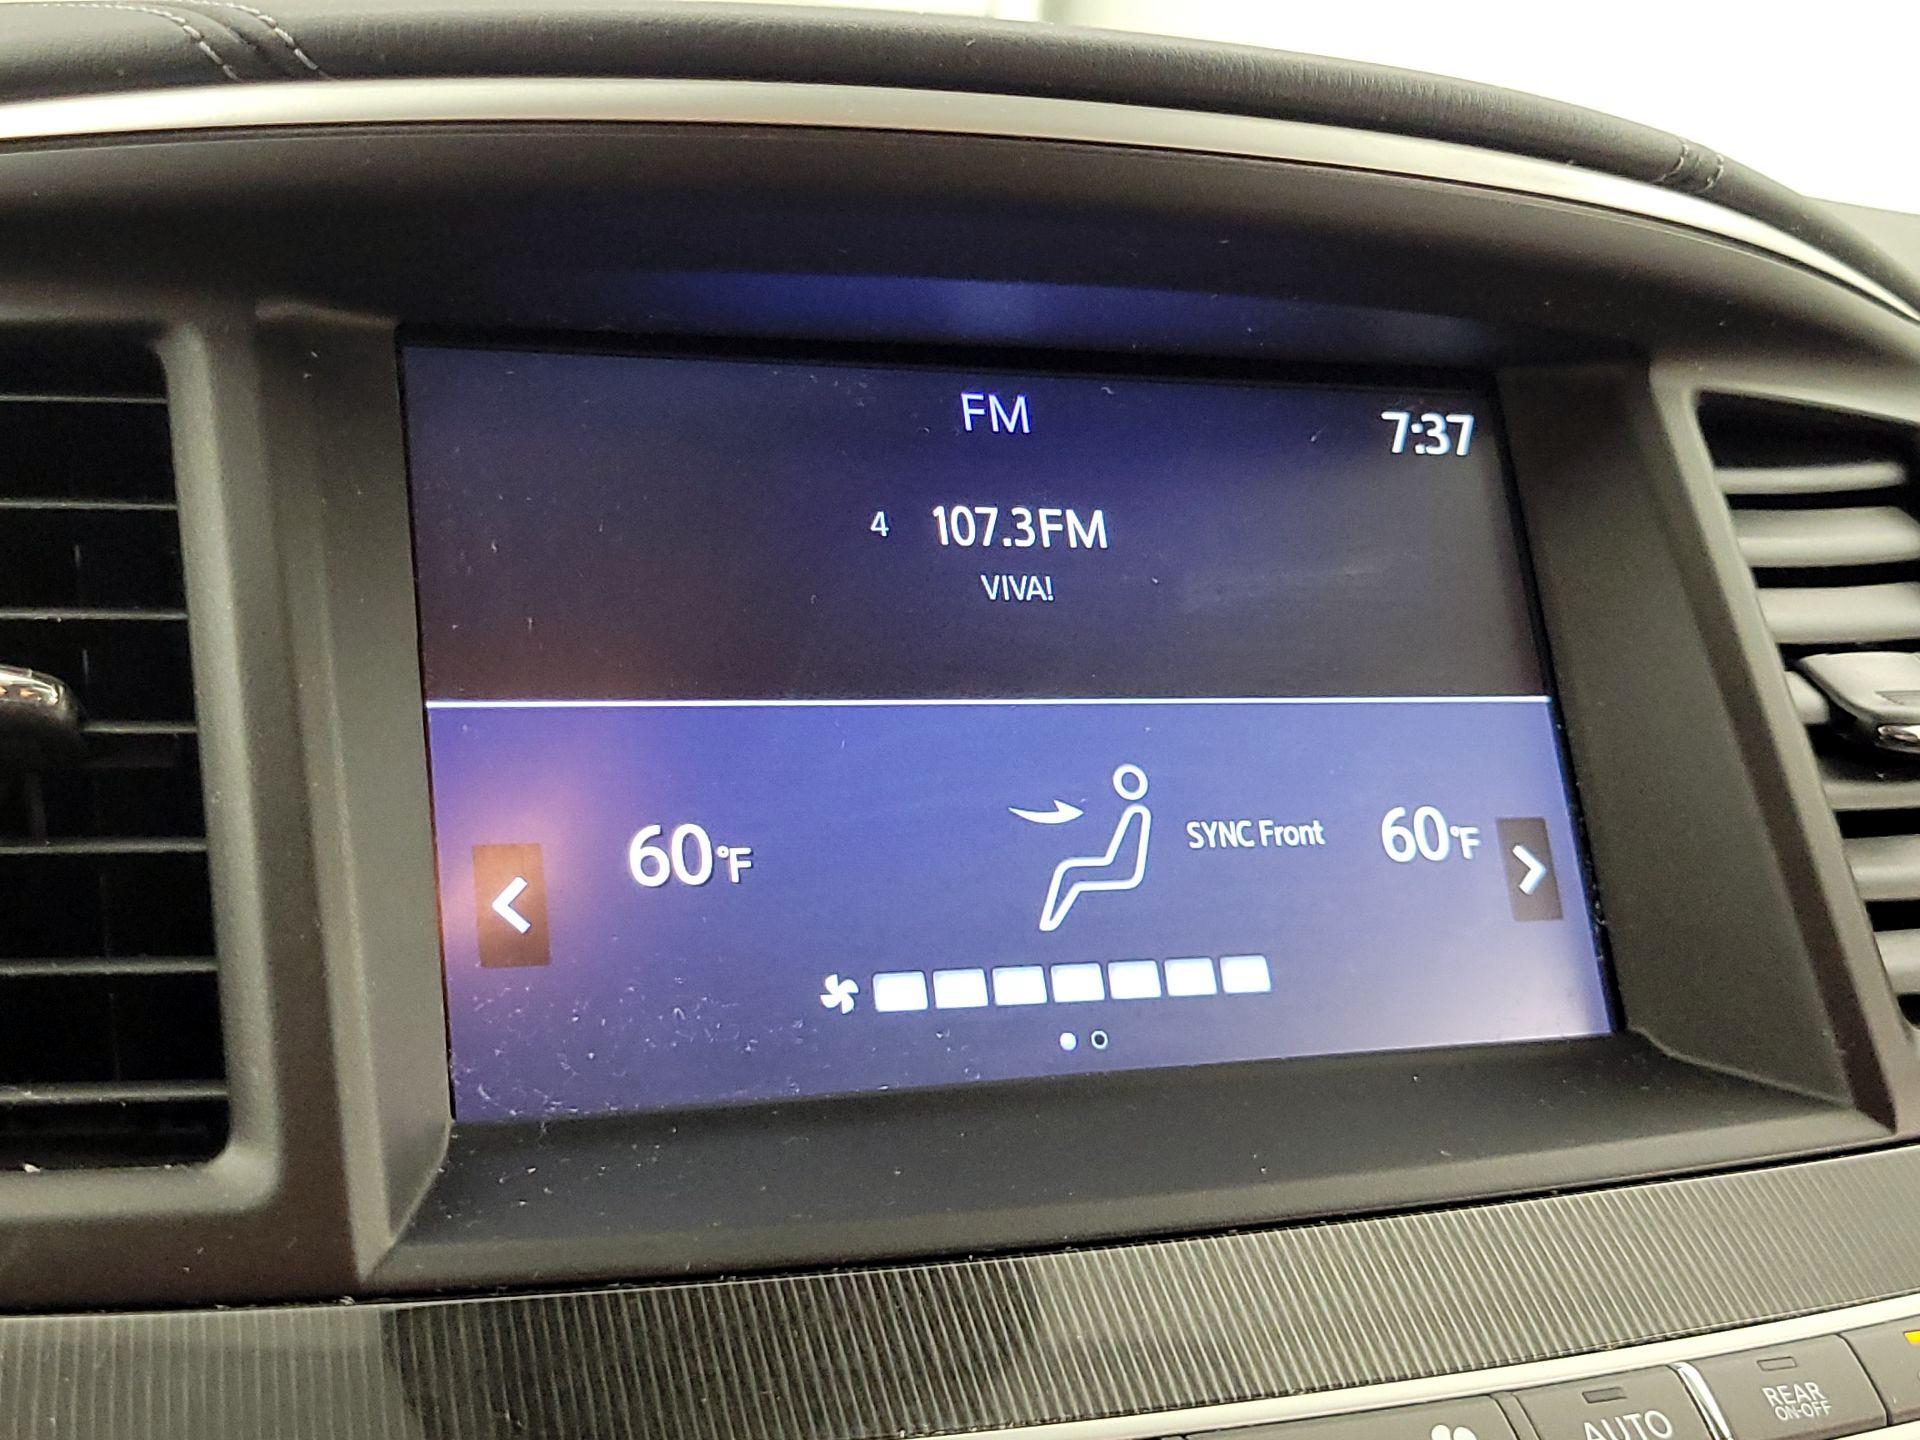 FM
7:37
4 107.3FM
VIVA!
60°F
SYNC Front
60°F
AUTO
REAR
ON-OFF